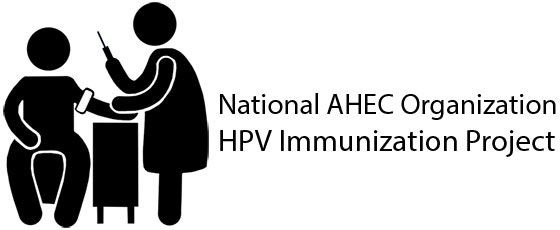 National AHEC Organization
HPV Immunization Project